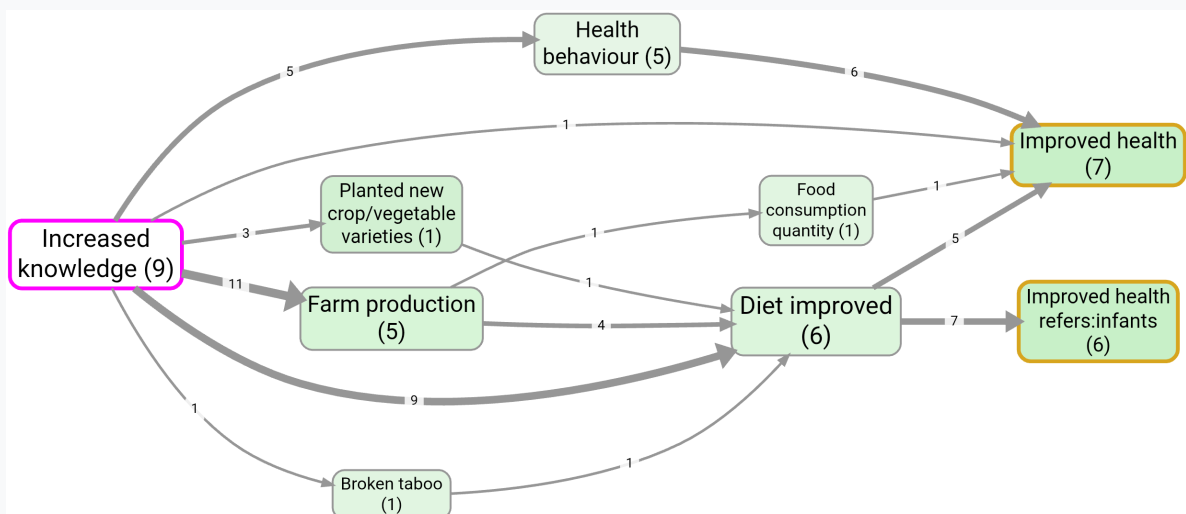 Health
behaviour (5)
5
6
1
Improved health
(7)
Planted new
crop/vegetable
varieties (1)
Food
consumption
quantity (1)
1
3
1
Increased
knowledge (9)
5
11
1
Farm production
(5)
Diet improved
(6)
4
7
Improved health
refers:infants
(6)
9
1
1
Broken taboo
(1)